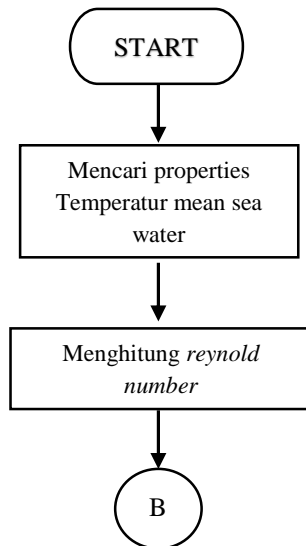 START
Mencari properties
Temperatur mean sea
water
Menghitung reynold
number
B